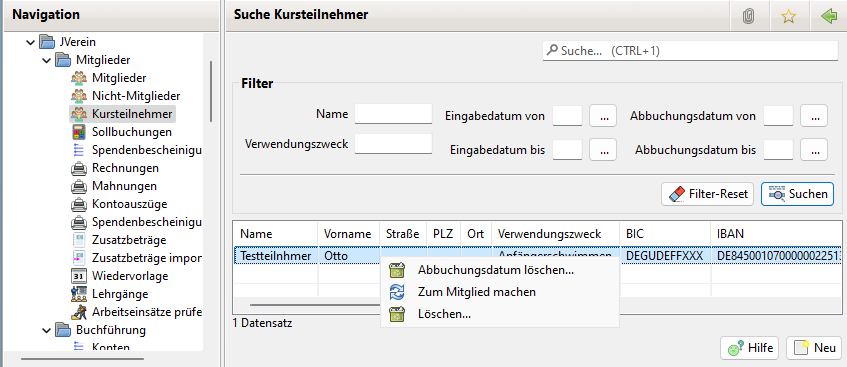 Navigation
JVerein
Mitglieder
Mitglieder
Nicht-Mitglieder
Kursteilnehmer
Sollbuchungen
Spendenbescheinigu
Rechnungen
Mahnungen
Kontoauszüge
Spendenbescheinigu
Zusatzbeträge
Zusatzbeträge impor
31 Wiedervorlage
Lehrgänge
Arbeitseinsätze prüfe
Buchführung
Konten
Suche Kursteilnehmer
Suche... (CTRL+1)
Filter
Name Eingabedatum von ... Abbuchungsdatum von ...
Verwendungszweck Eingabedatum bis ... Abbuchungsdatum bis ...
Filter-Reset Suchen
Name Vorname Straße PLZ Ort Verwendungszweck BIC IBAN
Testteilnhmer Otto Anfängerschwimmen DEGUDEFFXXX DE8450010700000022513
Abbuchungsdatum löschen...
Zum Mitglied machen
Löschen...
1 Datensatz
Hilfe Neu